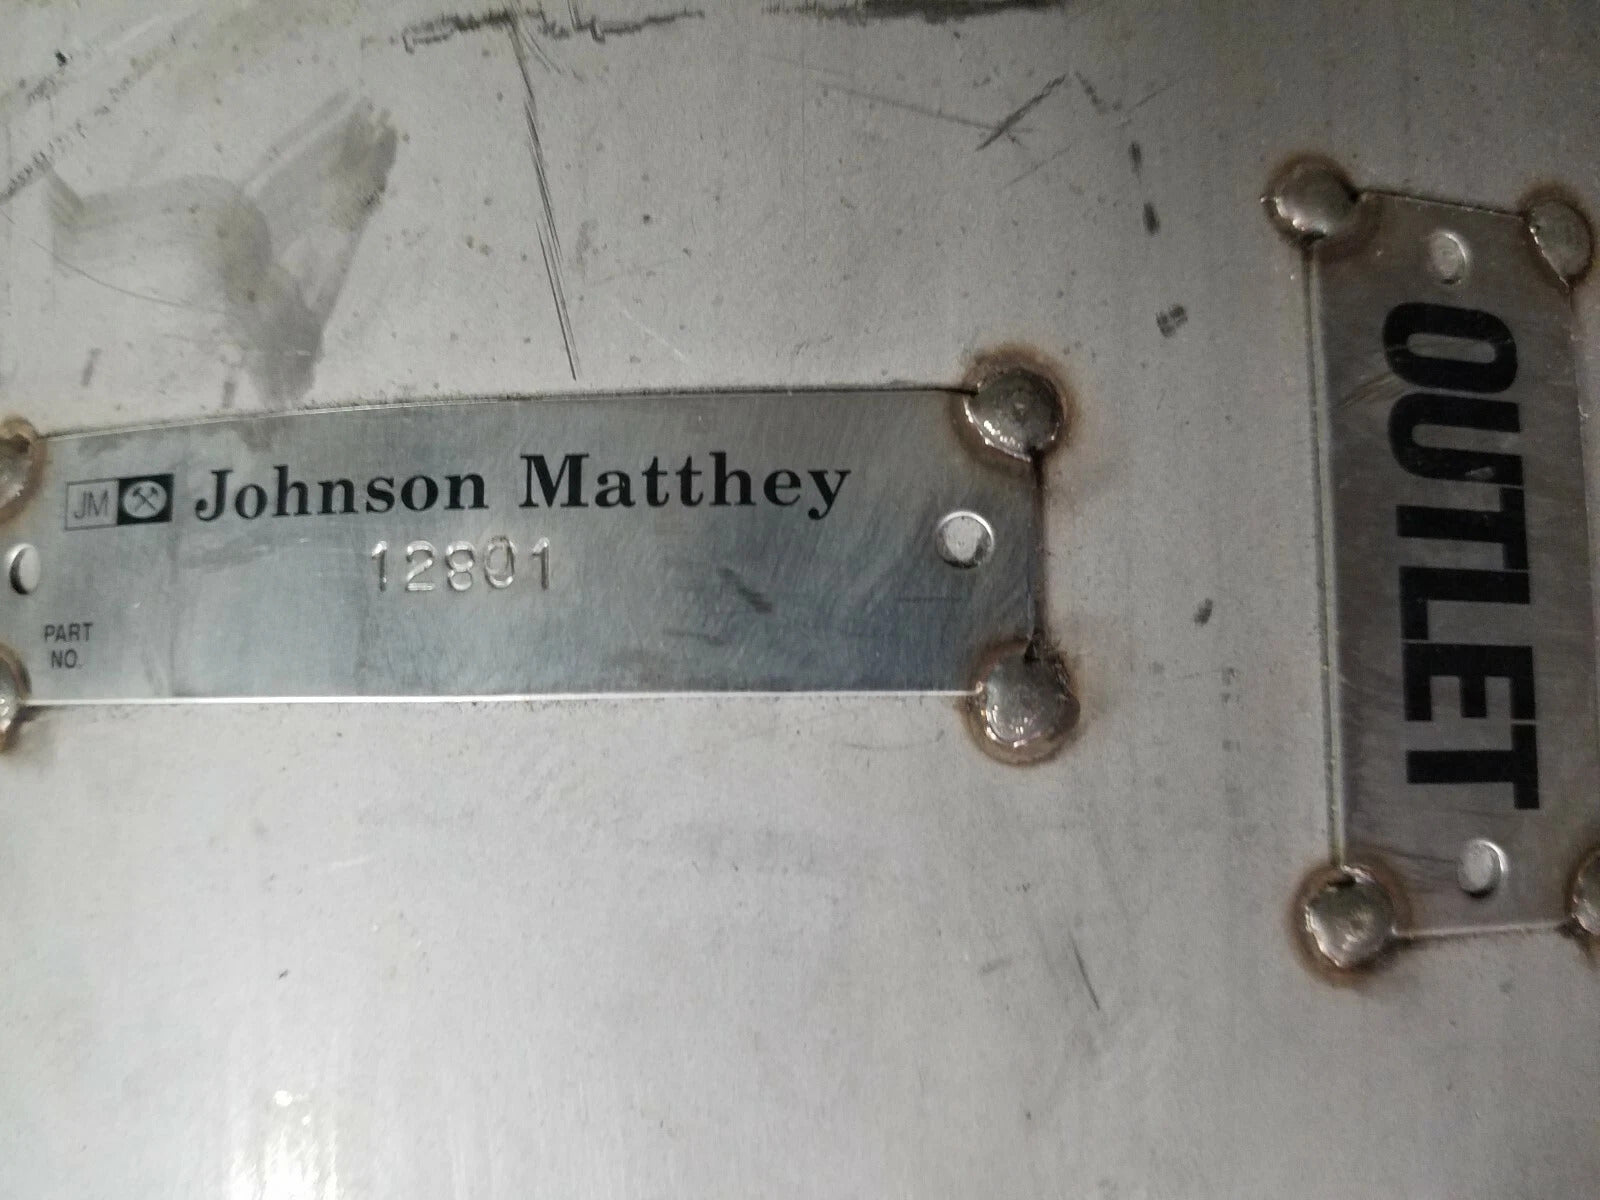 JM Johnson Matthey
12801
PART
NO.
OUTLET